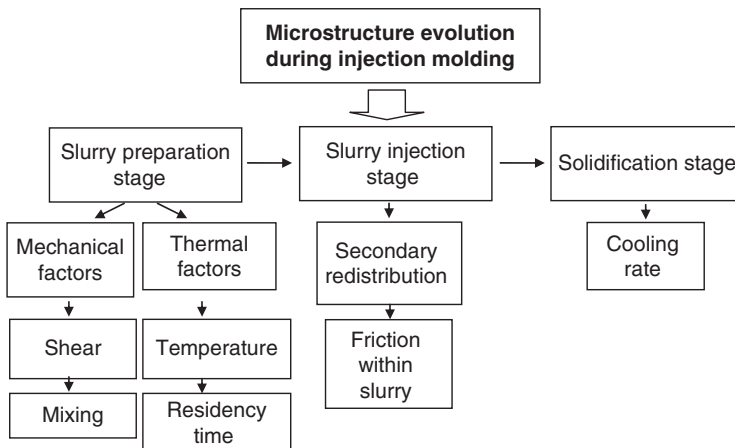 Microstructure evolution
during injection molding
Slurry preparation
stage
Slurry injection
stage
Solidification stage
Mechanical
factors
Thermal
factors
Secondary
redistribution
Cooling
rate
Shear
Temperature
Friction
within
slurry
Mixing
Residency
time